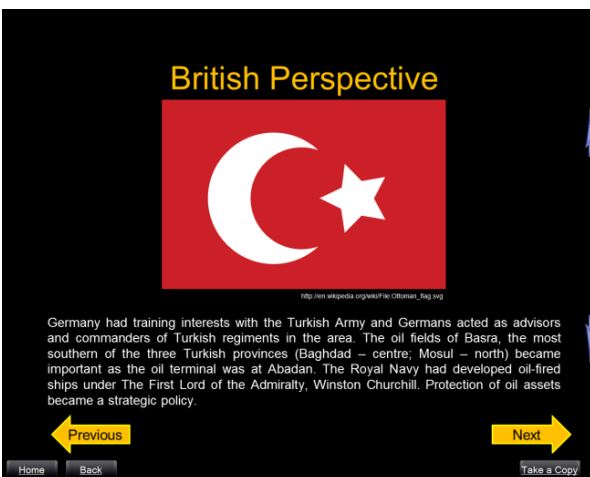 British Perspective
http://en.wikipedia.org/wiki/File:Ottoman_flag.svg
Germany had training interests with the Turkish Army and Germans acted as advisors
and commanders of Turkish regiments in the area. The oil fields of Basra, the most
southern of the three Turkish provinces (Baghdad – centre; Mosul – north) became
important as the oil terminal was at Abadan. The Royal Navy had developed oil-fired
ships under The First Lord of the Admiralty, Winston Churchill. Protection of oil assets
became a strategic policy.
Previous
Next
Home
Back
Take a Copy